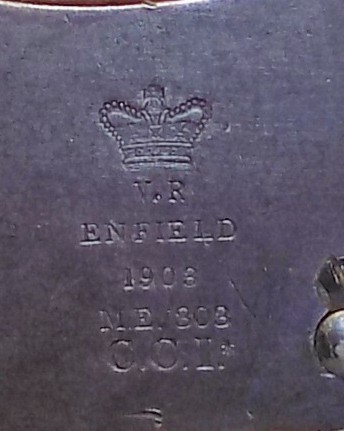 V.R
ENFIELD
1903
M.E. 303
C.C.I.*